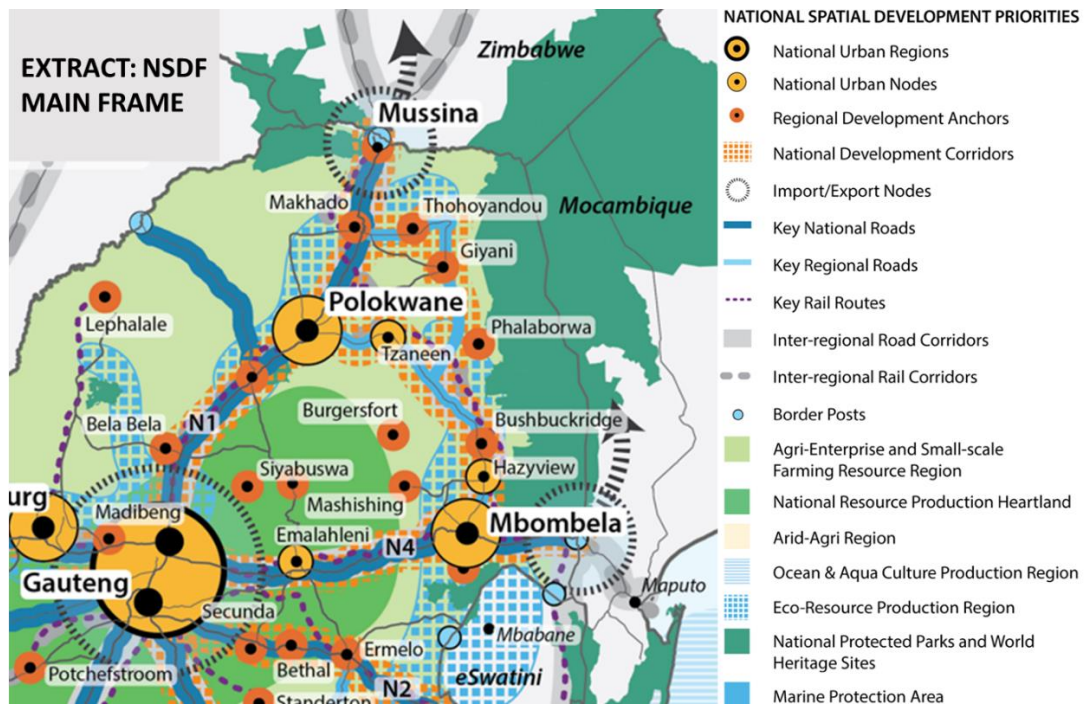 EXTRACT: NSDF
MAIN FRAME
Zimbabwe
Mussina
Makhado
Thohoyandou
Mocambique
Giyani
Polokwane
Lephalale
Phalaborwa
Tzaneen
Burgersfort
Bushbuckridge
Bela Bela
N1
Siyabuswa
Hazyview
Mashishing
urg
Madibeng
Mbombela
Emalahleni
N4
Gauteng
Secunda
Maputo
Mbabane
Ermelo
Bethal
eSwatini
Potchefstroom
N2
Standerton
NATIONAL SPATIAL DEVELOPMENT PRIORITIES
National Urban Regions
National Urban Nodes
Regional Development Anchors
National Development Corridors
Import/Export Nodes
Key National Roads
Key Regional Roads
Key Rail Routes
Inter-regional Road Corridors
Inter-regional Rail Corridors
Border Posts
Agri-Enterprise and Small-scale
Farming Resource Region
National Resource Production Heartland
Arid-Agri Region
Ocean & Aqua Culture Production Region
Eco-Resource Production Region
National Protected Parks and World
Heritage Sites
Marine Protection Area